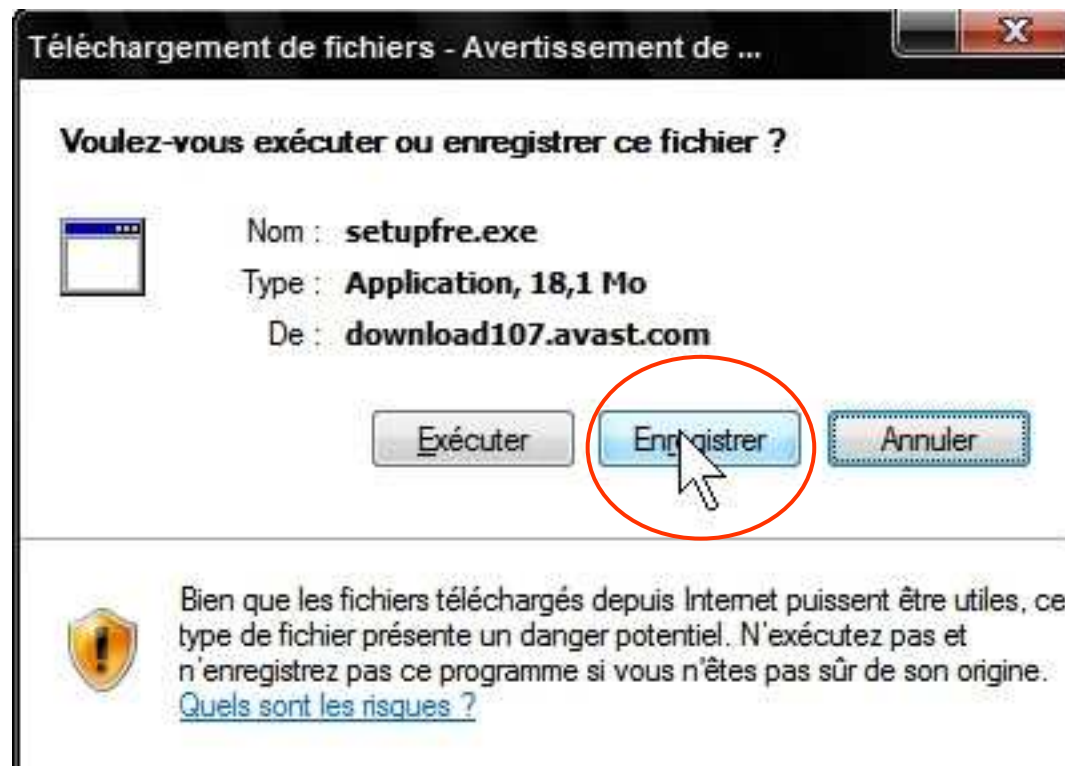 Téléchargement de fichiers - Avertissement de ...
Voulez-vous exécuter ou enregistrer ce fichier ?
Nom : setupfre.exe
Type : Application, 18,1 Mo
De : download107.avast.com
Exécuter Enregistrer Annuler
Bien que les fichiers téléchargés depuis Internet puissent être utiles, ce
type de fichier présente un danger potentiel. N'exécutez pas et
n'enregistrez pas ce programme si vous n'êtes pas sûr de son origine.
Quels sont les risques ?